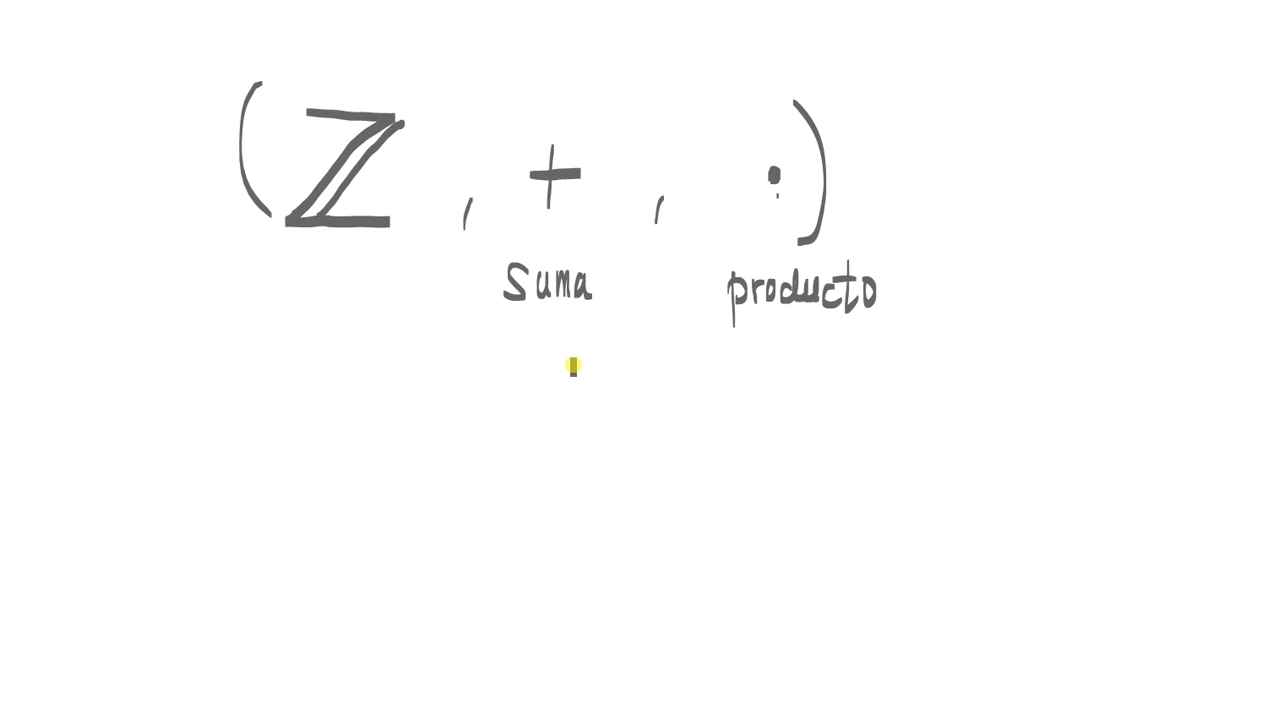 (ℤ, +, ·)
suma producto